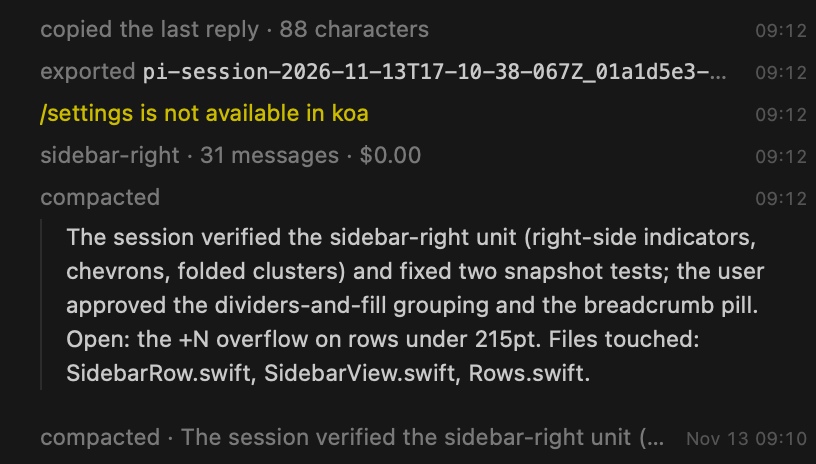 copied the last reply · 88 characters 09:12
exported pi-session-2026-11-13T17-10-38-067Z_01a1d5e3-… 09:12
/settings is not available in koa 09:12
sidebar-right · 31 messages · $0.00 09:12
compacted 09:12
The session verified the sidebar-right unit (right-side indicators,
chevrons, folded clusters) and fixed two snapshot tests; the user
approved the dividers-and-fill grouping and the breadcrumb pill.
Open: the +N overflow on rows under 215pt. Files touched:
SidebarRow.swift, SidebarView.swift, Rows.swift.
compacted · The session verified the sidebar-right unit (… Nov 13 09:10